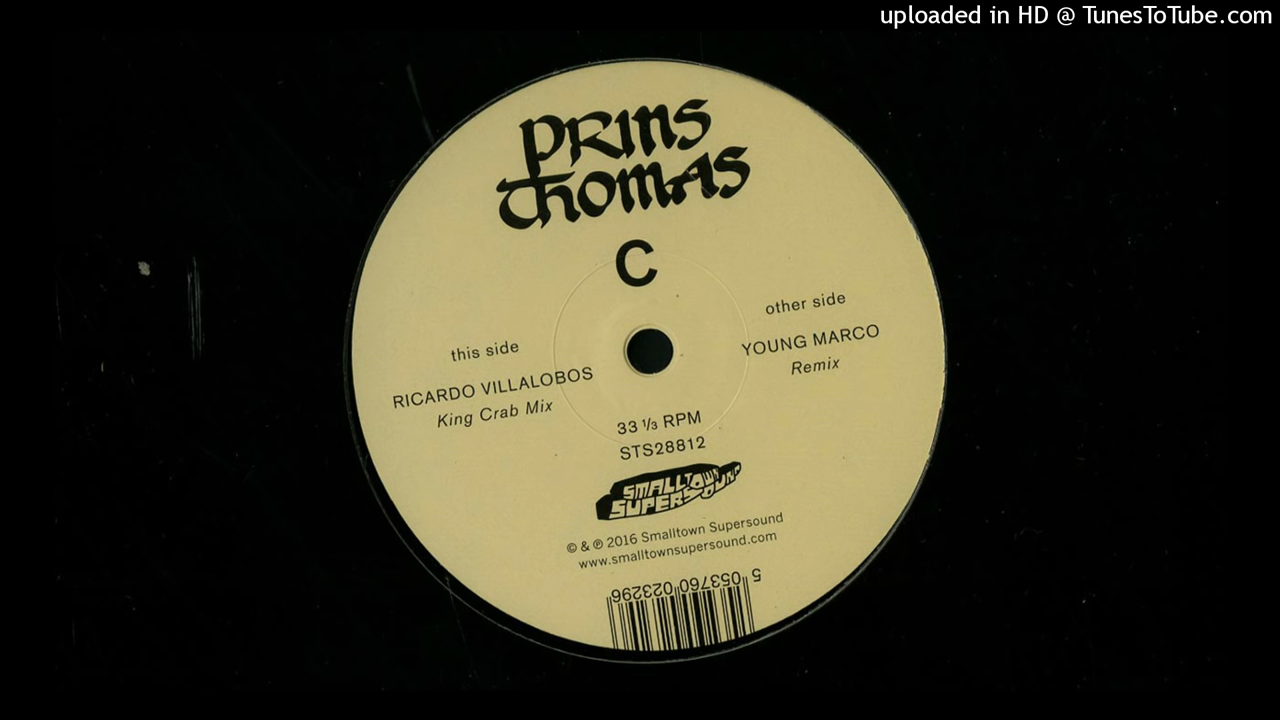 uploaded in HD @ TunesToTube.com
PRINS
THOMAS
C
this side
RICARDO VILLALOBOS
King Crab Mix
other side
YOUNG MARCO
Remix
33 ⅓ RPM
STS28812
SMALLTOWN
SUPERSOUND
© & ℗ 2016 Smalltown Supersound
www.smalltownsupersound.com
5 053760 023296